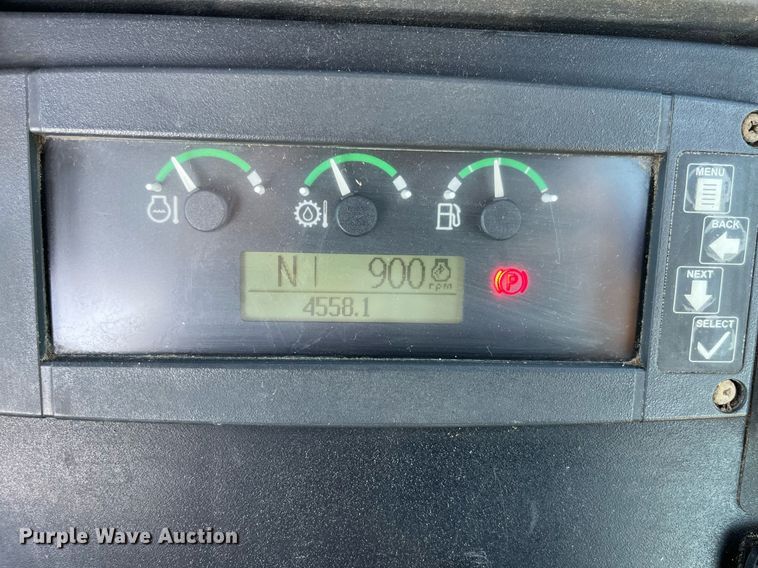 MENU
BACK
NEXT
SELECT
N 900 rpm
4558.1
P
Purple Wave Auction®